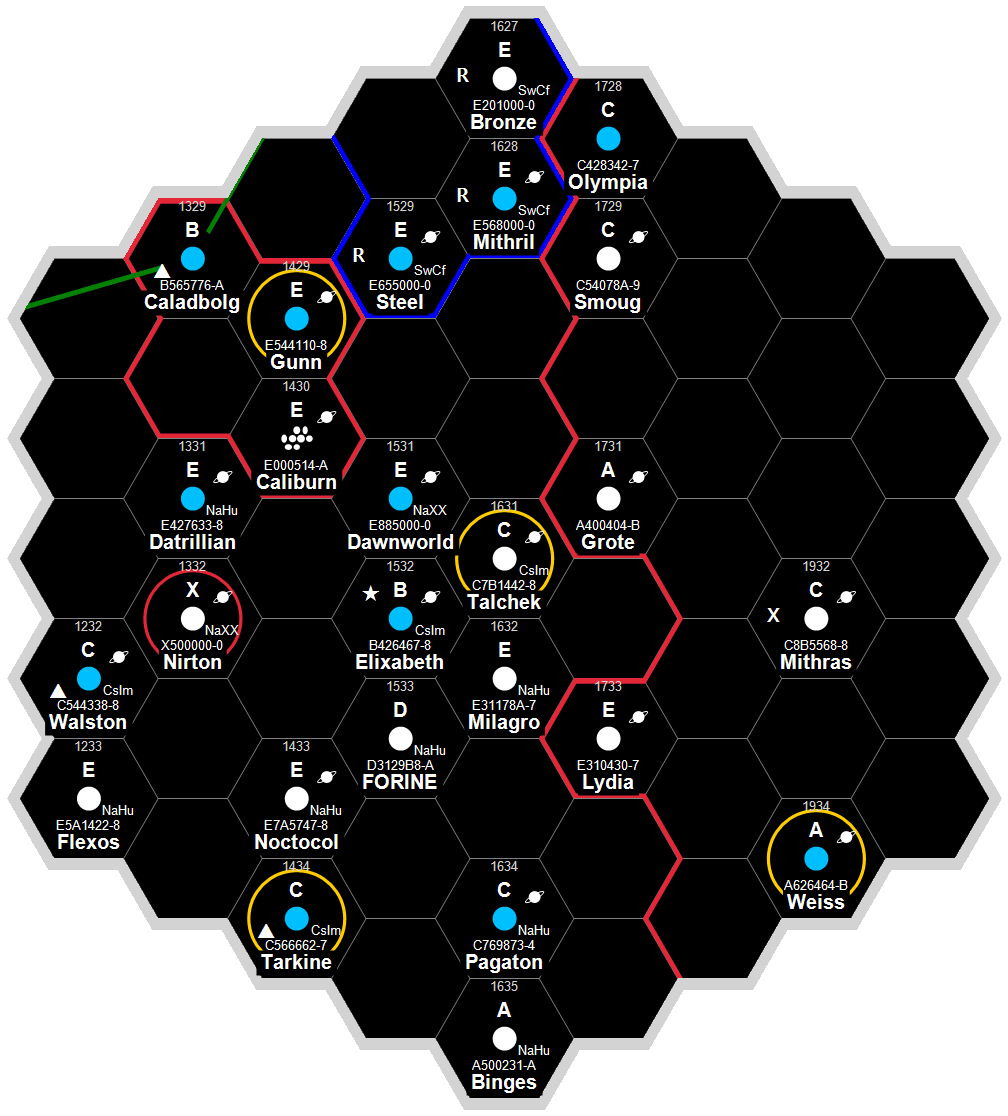 1627
E
R
SwCf
E201000-0
Bronze
1728
C
C428342-7
Olympia
1628
E
R
SwCf
E568000-0
Mithril
1329
B
B565776-A
Caladbolg
1529
E
R
SwCf
E655000-0
Steel
1729
C
C54078A-9
Smoug
1429
E
E544110-8
Gunn
1430
E
E000514-A
Caliburn
1331
E
NaHu
E427633-8
Datrillian
1531
E
NaXX
E885000-0
Dawnworld
1731
A
A400404-B
Grote
1631
C
CsIm
C7B1442-8
Talchek
1332
X
NaXX
X500000-0
Nirton
1532
B
CsIm
B426467-8
Elixabeth
1932
C
X
C8B5568-8
Mithras
1232
C
CsIm
C544338-8
Walston
1632
E
NaHu
E31178A-7
Milagro
1533
D
NaHu
D3129B8-A
FORINE
1733
E
E310430-7
Lydia
1233
E
NaHu
E5A1422-8
Flexos
1433
E
NaHu
E7A5747-8
Noctocol
1934
A
A626464-B
Weiss
1434
C
CsIm
C566662-7
Tarkine
1634
C
NaHu
C769873-4
Pagaton
1635
A
NaHu
A500231-A
Binges